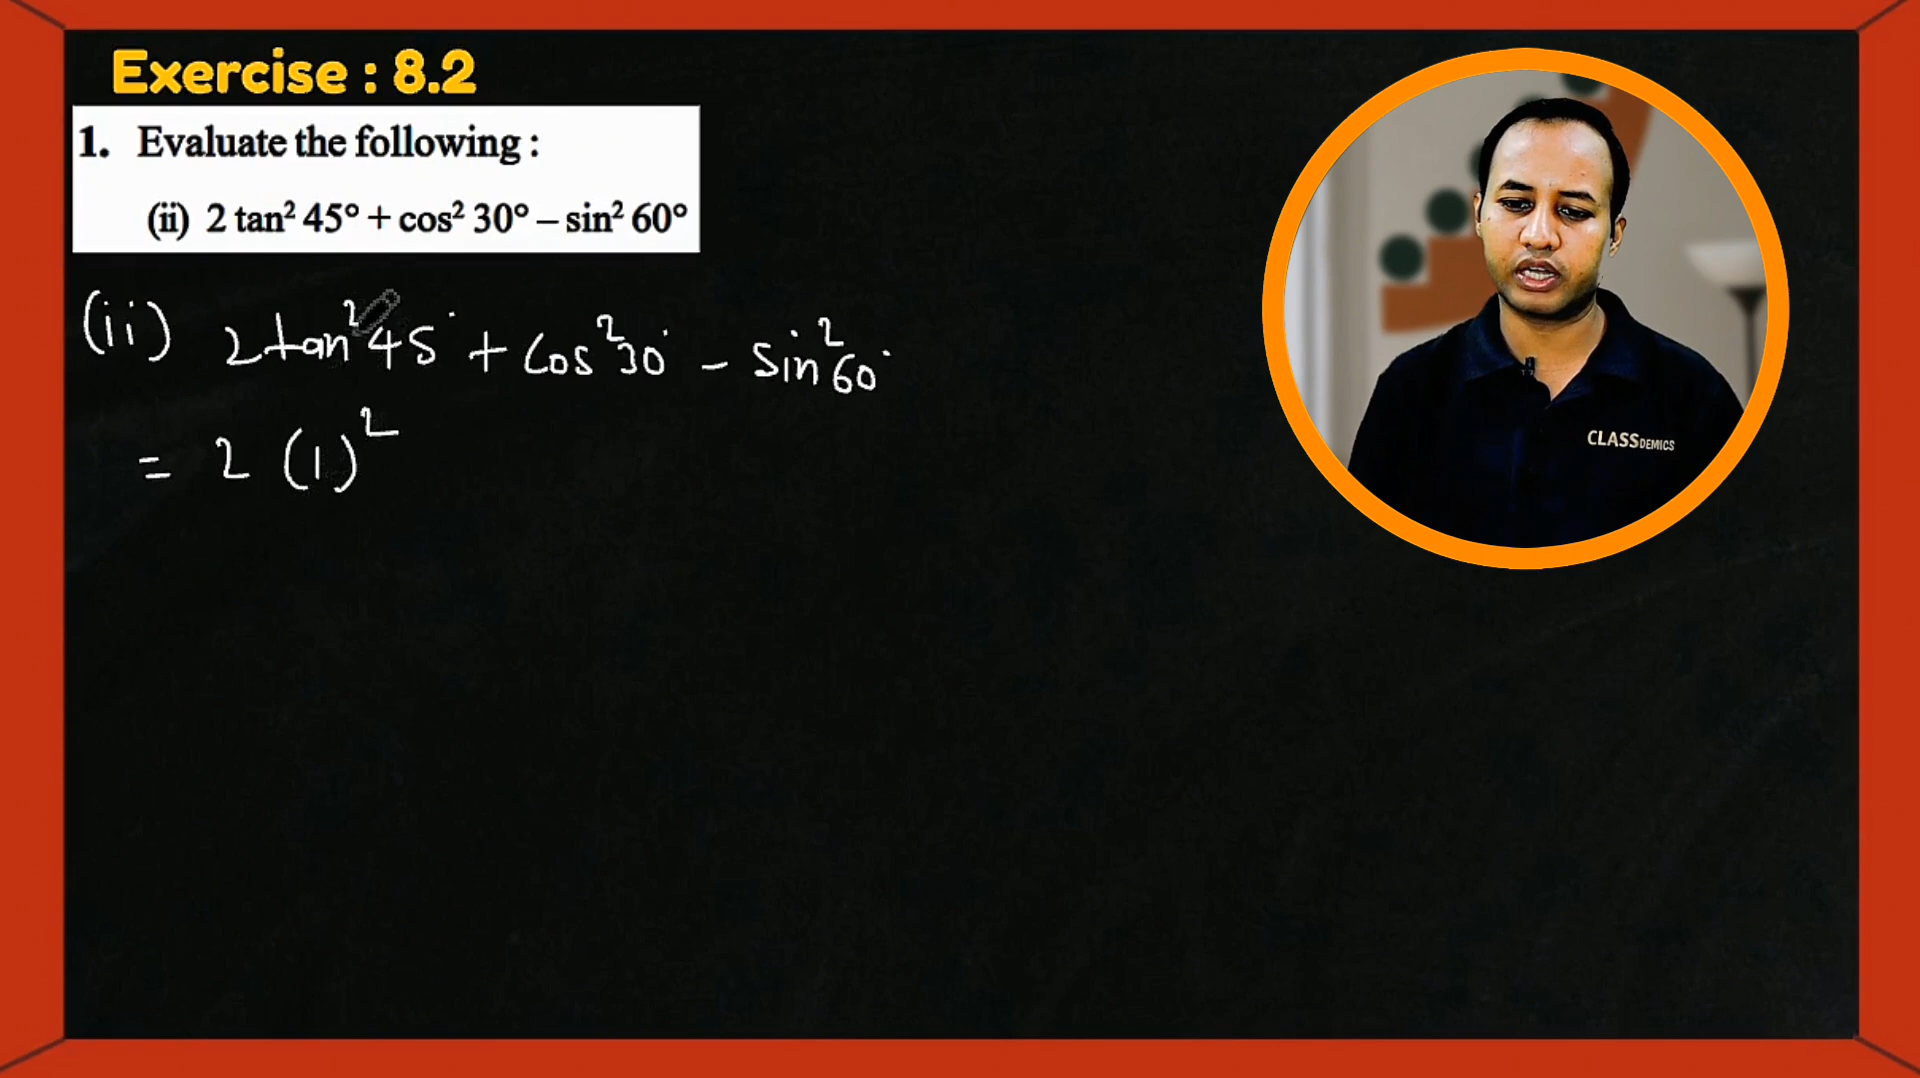 Exercise : 8.2
1. Evaluate the following :
(ii) 2 tan² 45° + cos² 30° – sin² 60°
(ii) 2tan²45° + Cos²30° – Sin²60°
= 2 (1)²
CLASSDEMICS